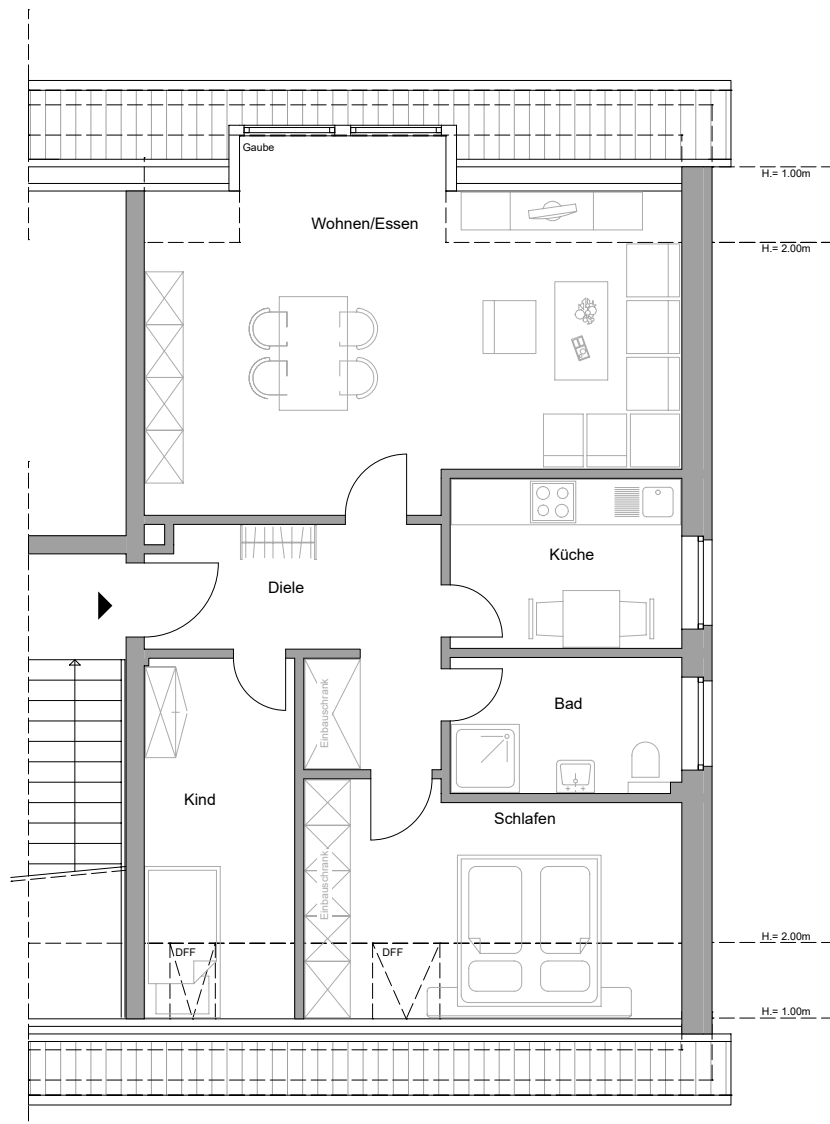 Gaube
H.= 1.00m
Wohnen/Essen
H.= 2.00m
Küche
Diele
Einbauschrank
Bad
Kind
Schlafen
Einbauschrank
H.= 2.00m
DFF
DFF
H.= 1.00m